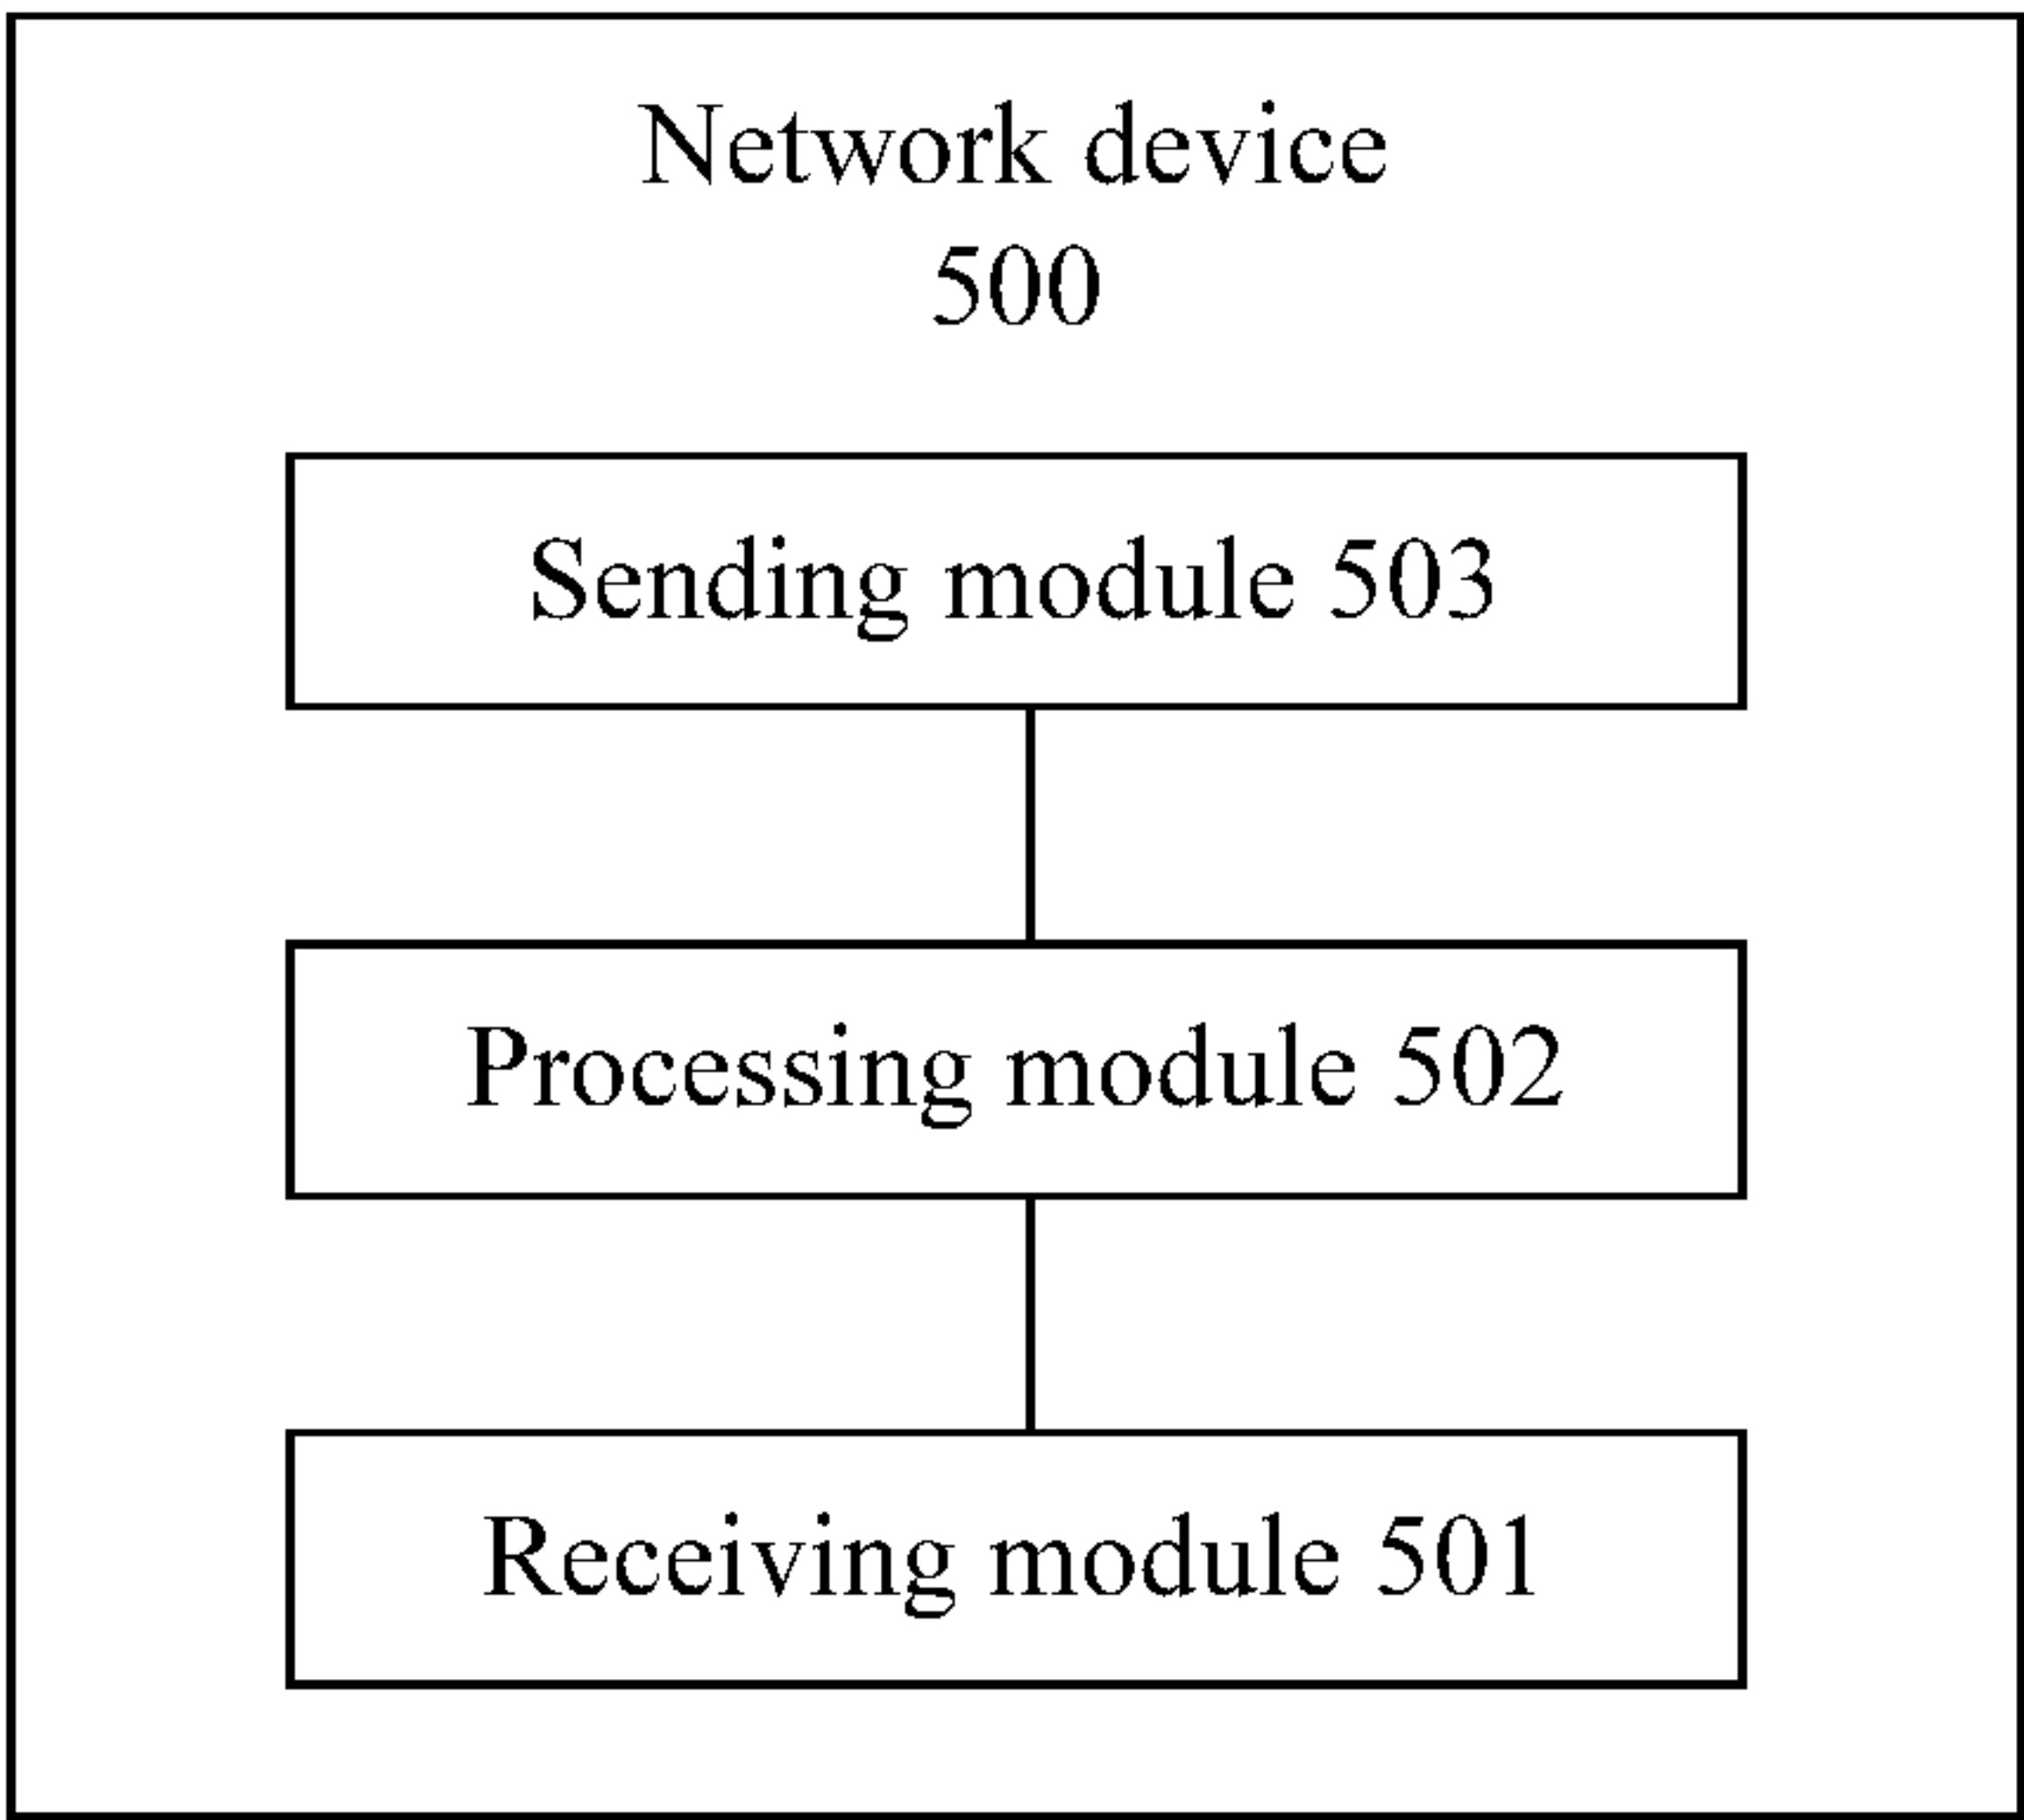 Network device
500
Sending module 503
Processing module 502
Receiving module 501